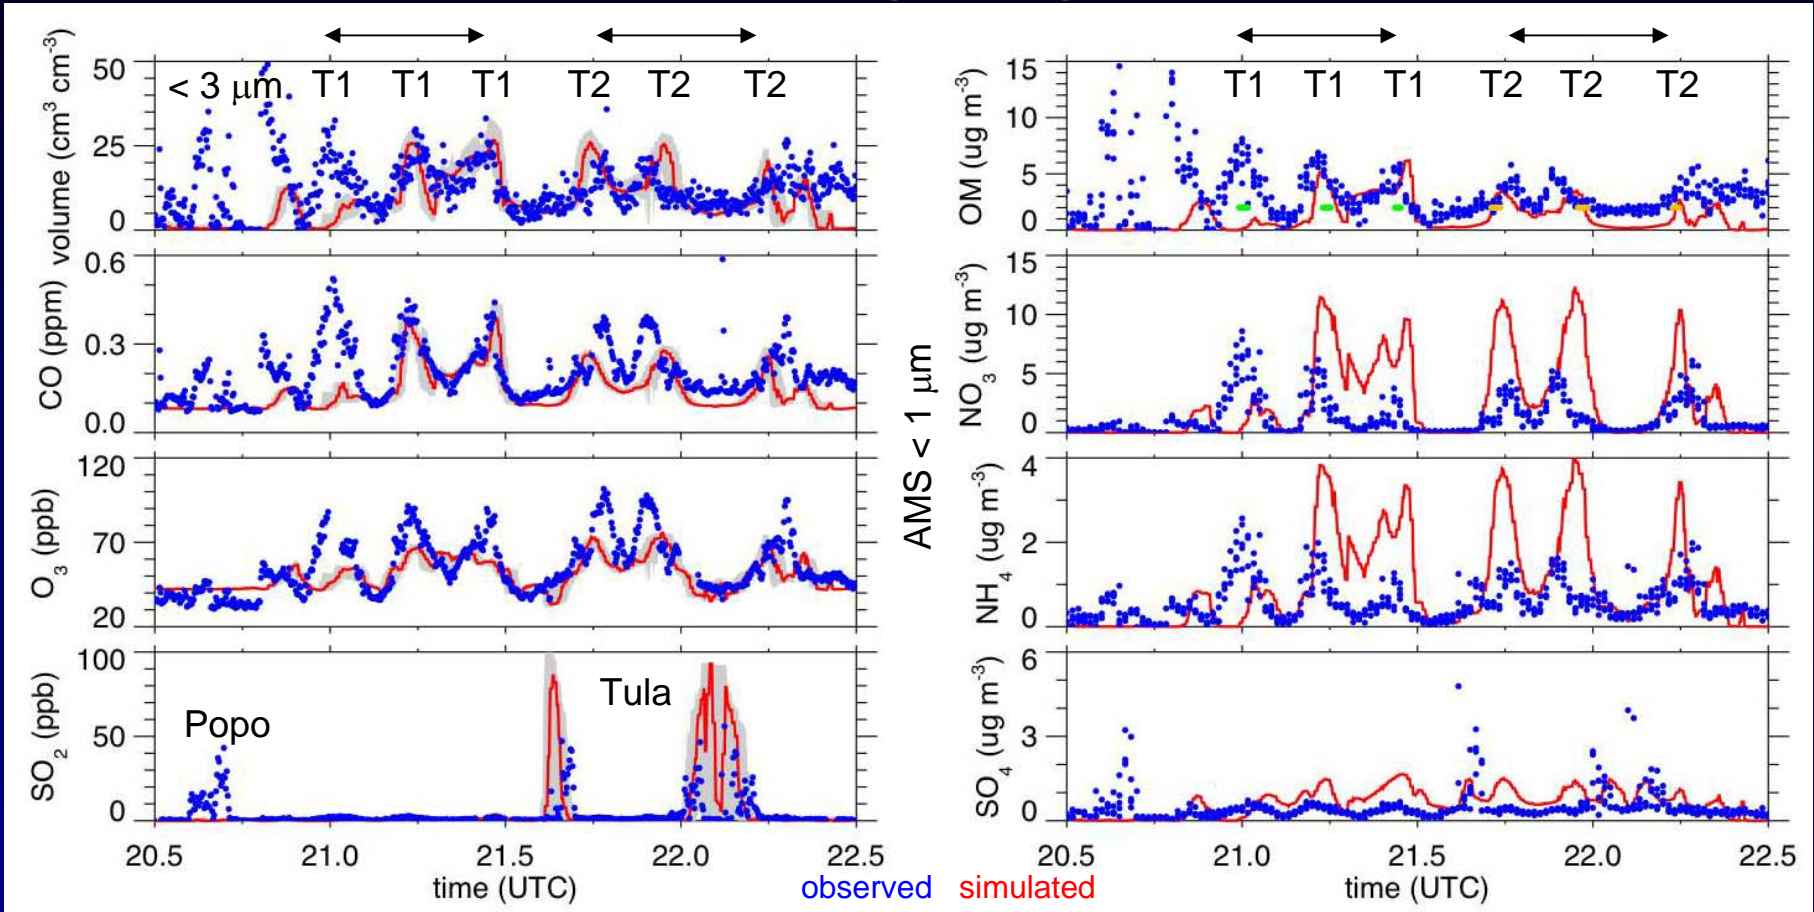 < 3 μm T1 T1 T1 T2 T2 T2
volume (cm³ cm⁻³)
50
25
0
CO (ppm)
0.6
0.3
0.0
O₃ (ppb)
120
70
20
SO₂ (ppb)
100
50
0
Popo
Tula
20.5 21.0 21.5 22.0 22.5
time (UTC)
AMS < 1 μm
T1 T1 T1 T2 T2 T2
OM (ug m⁻³)
15
10
5
0
NO₃ (ug m⁻³)
15
10
5
0
NH₄ (ug m⁻³)
4
2
0
SO₄ (ug m⁻³)
6
3
0
20.5 21.0 21.5 22.0 22.5
time (UTC)
observed simulated